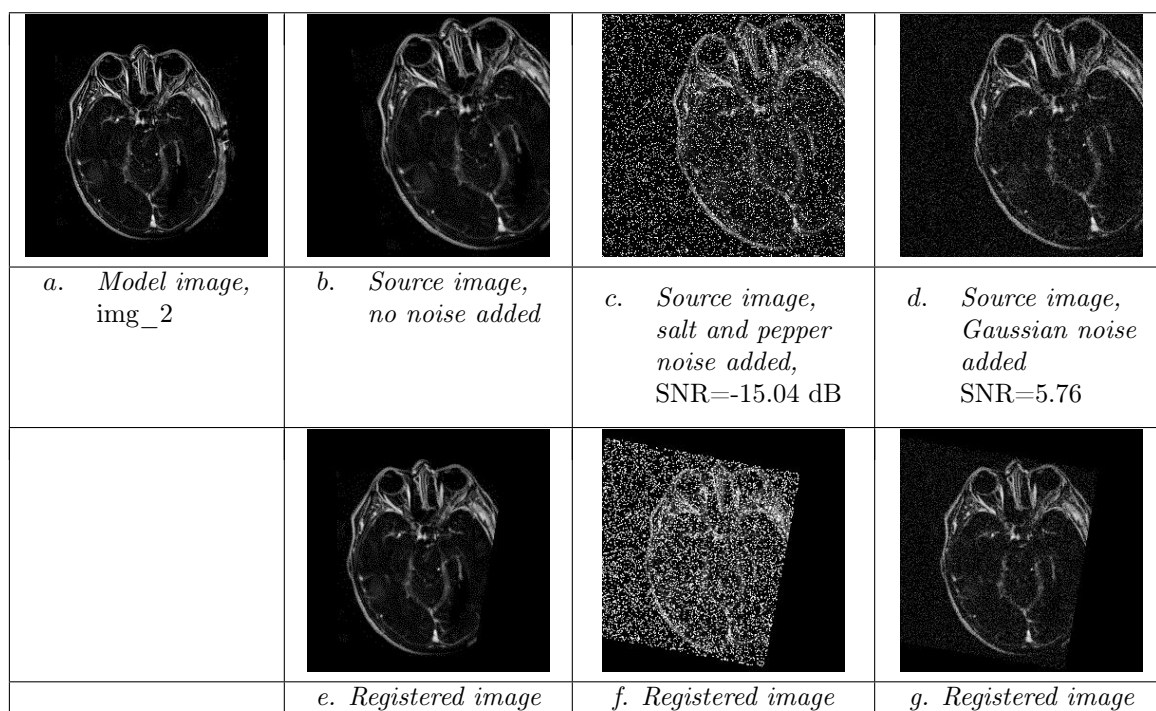 a. Model image,
img_2
b. Source image,
no noise added
c. Source image,
salt and pepper
noise added,
SNR=-15.04 dB
d. Source image,
Gaussian noise
added
SNR=5.76
e. Registered image
f. Registered image
g. Registered image